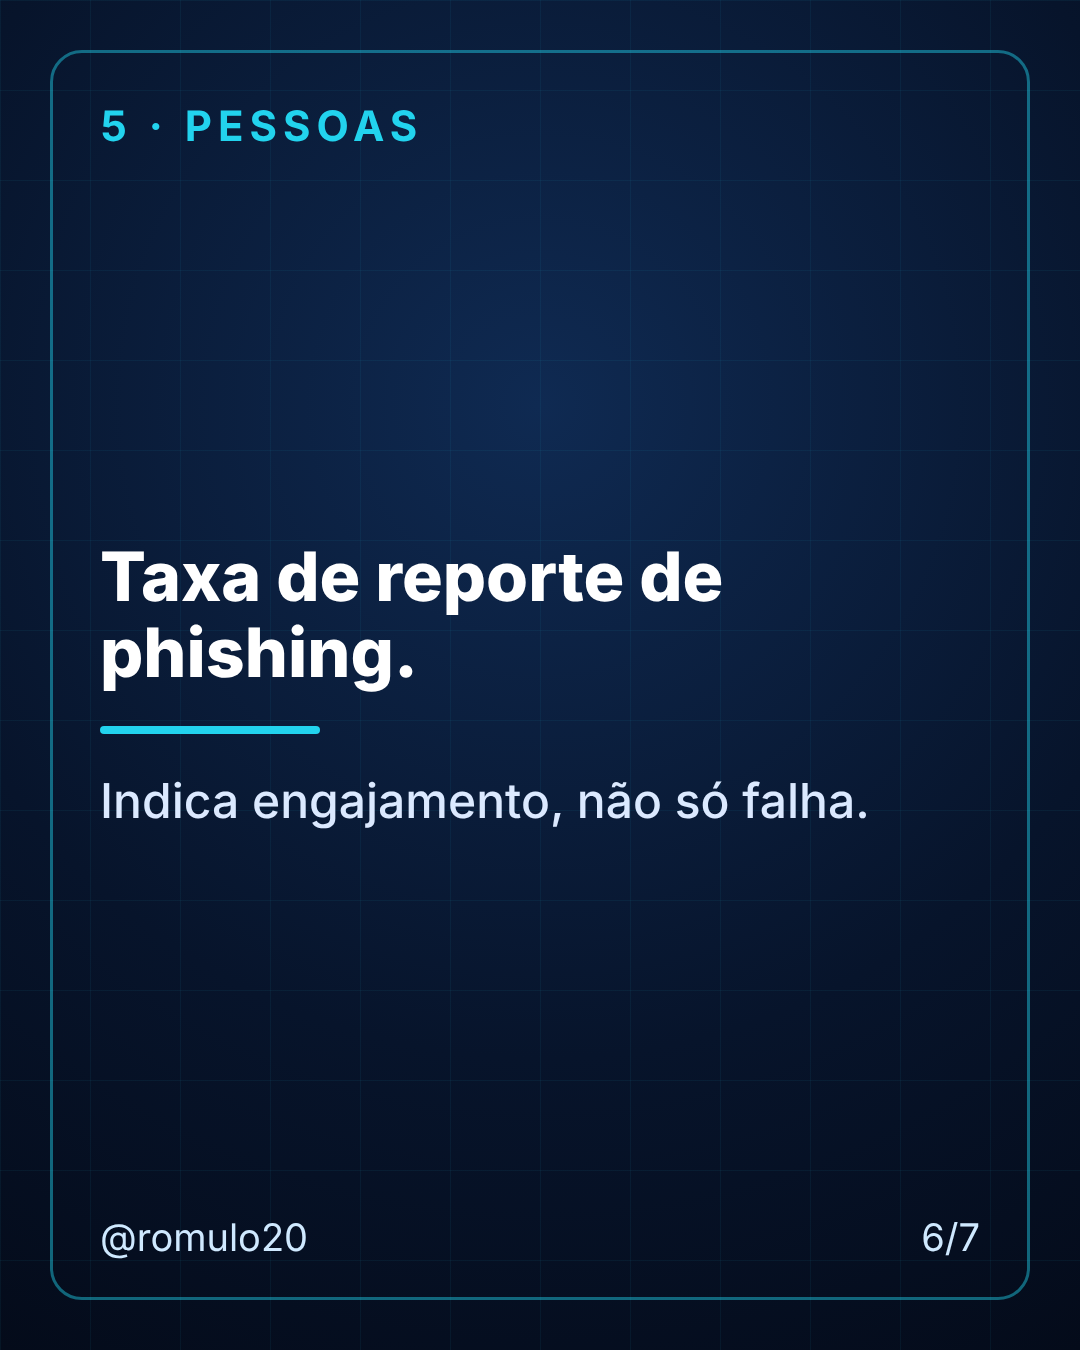 5 · PESSOAS
Taxa de reporte de
phishing.
Indica engajamento, não só falha.
@romulo20
6/7